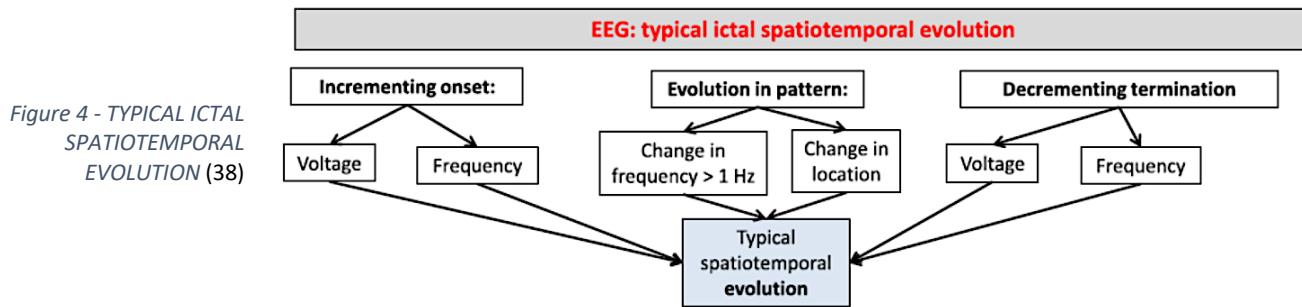 EEG: typical ictal spatiotemporal evolution
Figure 4 - TYPICAL ICTAL
SPATIOTEMPORAL
EVOLUTION (38)
Incrementing onset:
Evolution in pattern:
Decrementing termination
Voltage
Frequency
Change in
frequency > 1 Hz
Change in
location
Voltage
Frequency
Typical
spatiotemporal
evolution